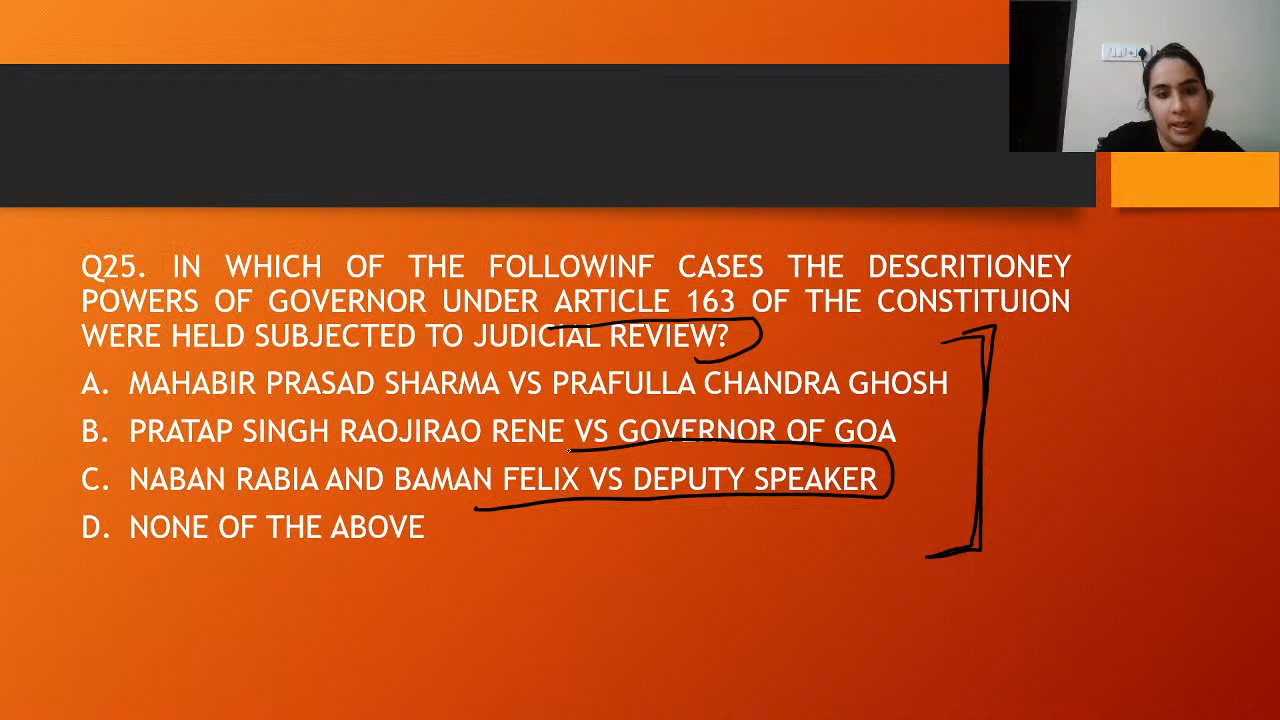 Q25. IN WHICH OF THE FOLLOWINF CASES THE DESCRITIONEY
POWERS OF GOVERNOR UNDER ARTICLE 163 OF THE CONSTITUION
WERE HELD SUBJECTED TO JUDICIAL REVIEW?
A. MAHABIR PRASAD SHARMA VS PRAFULLA CHANDRA GHOSH
B. PRATAP SINGH RAOJIRAO RENE VS GOVERNOR OF GOA
C. NABAN RABIA AND BAMAN FELIX VS DEPUTY SPEAKER
D. NONE OF THE ABOVE